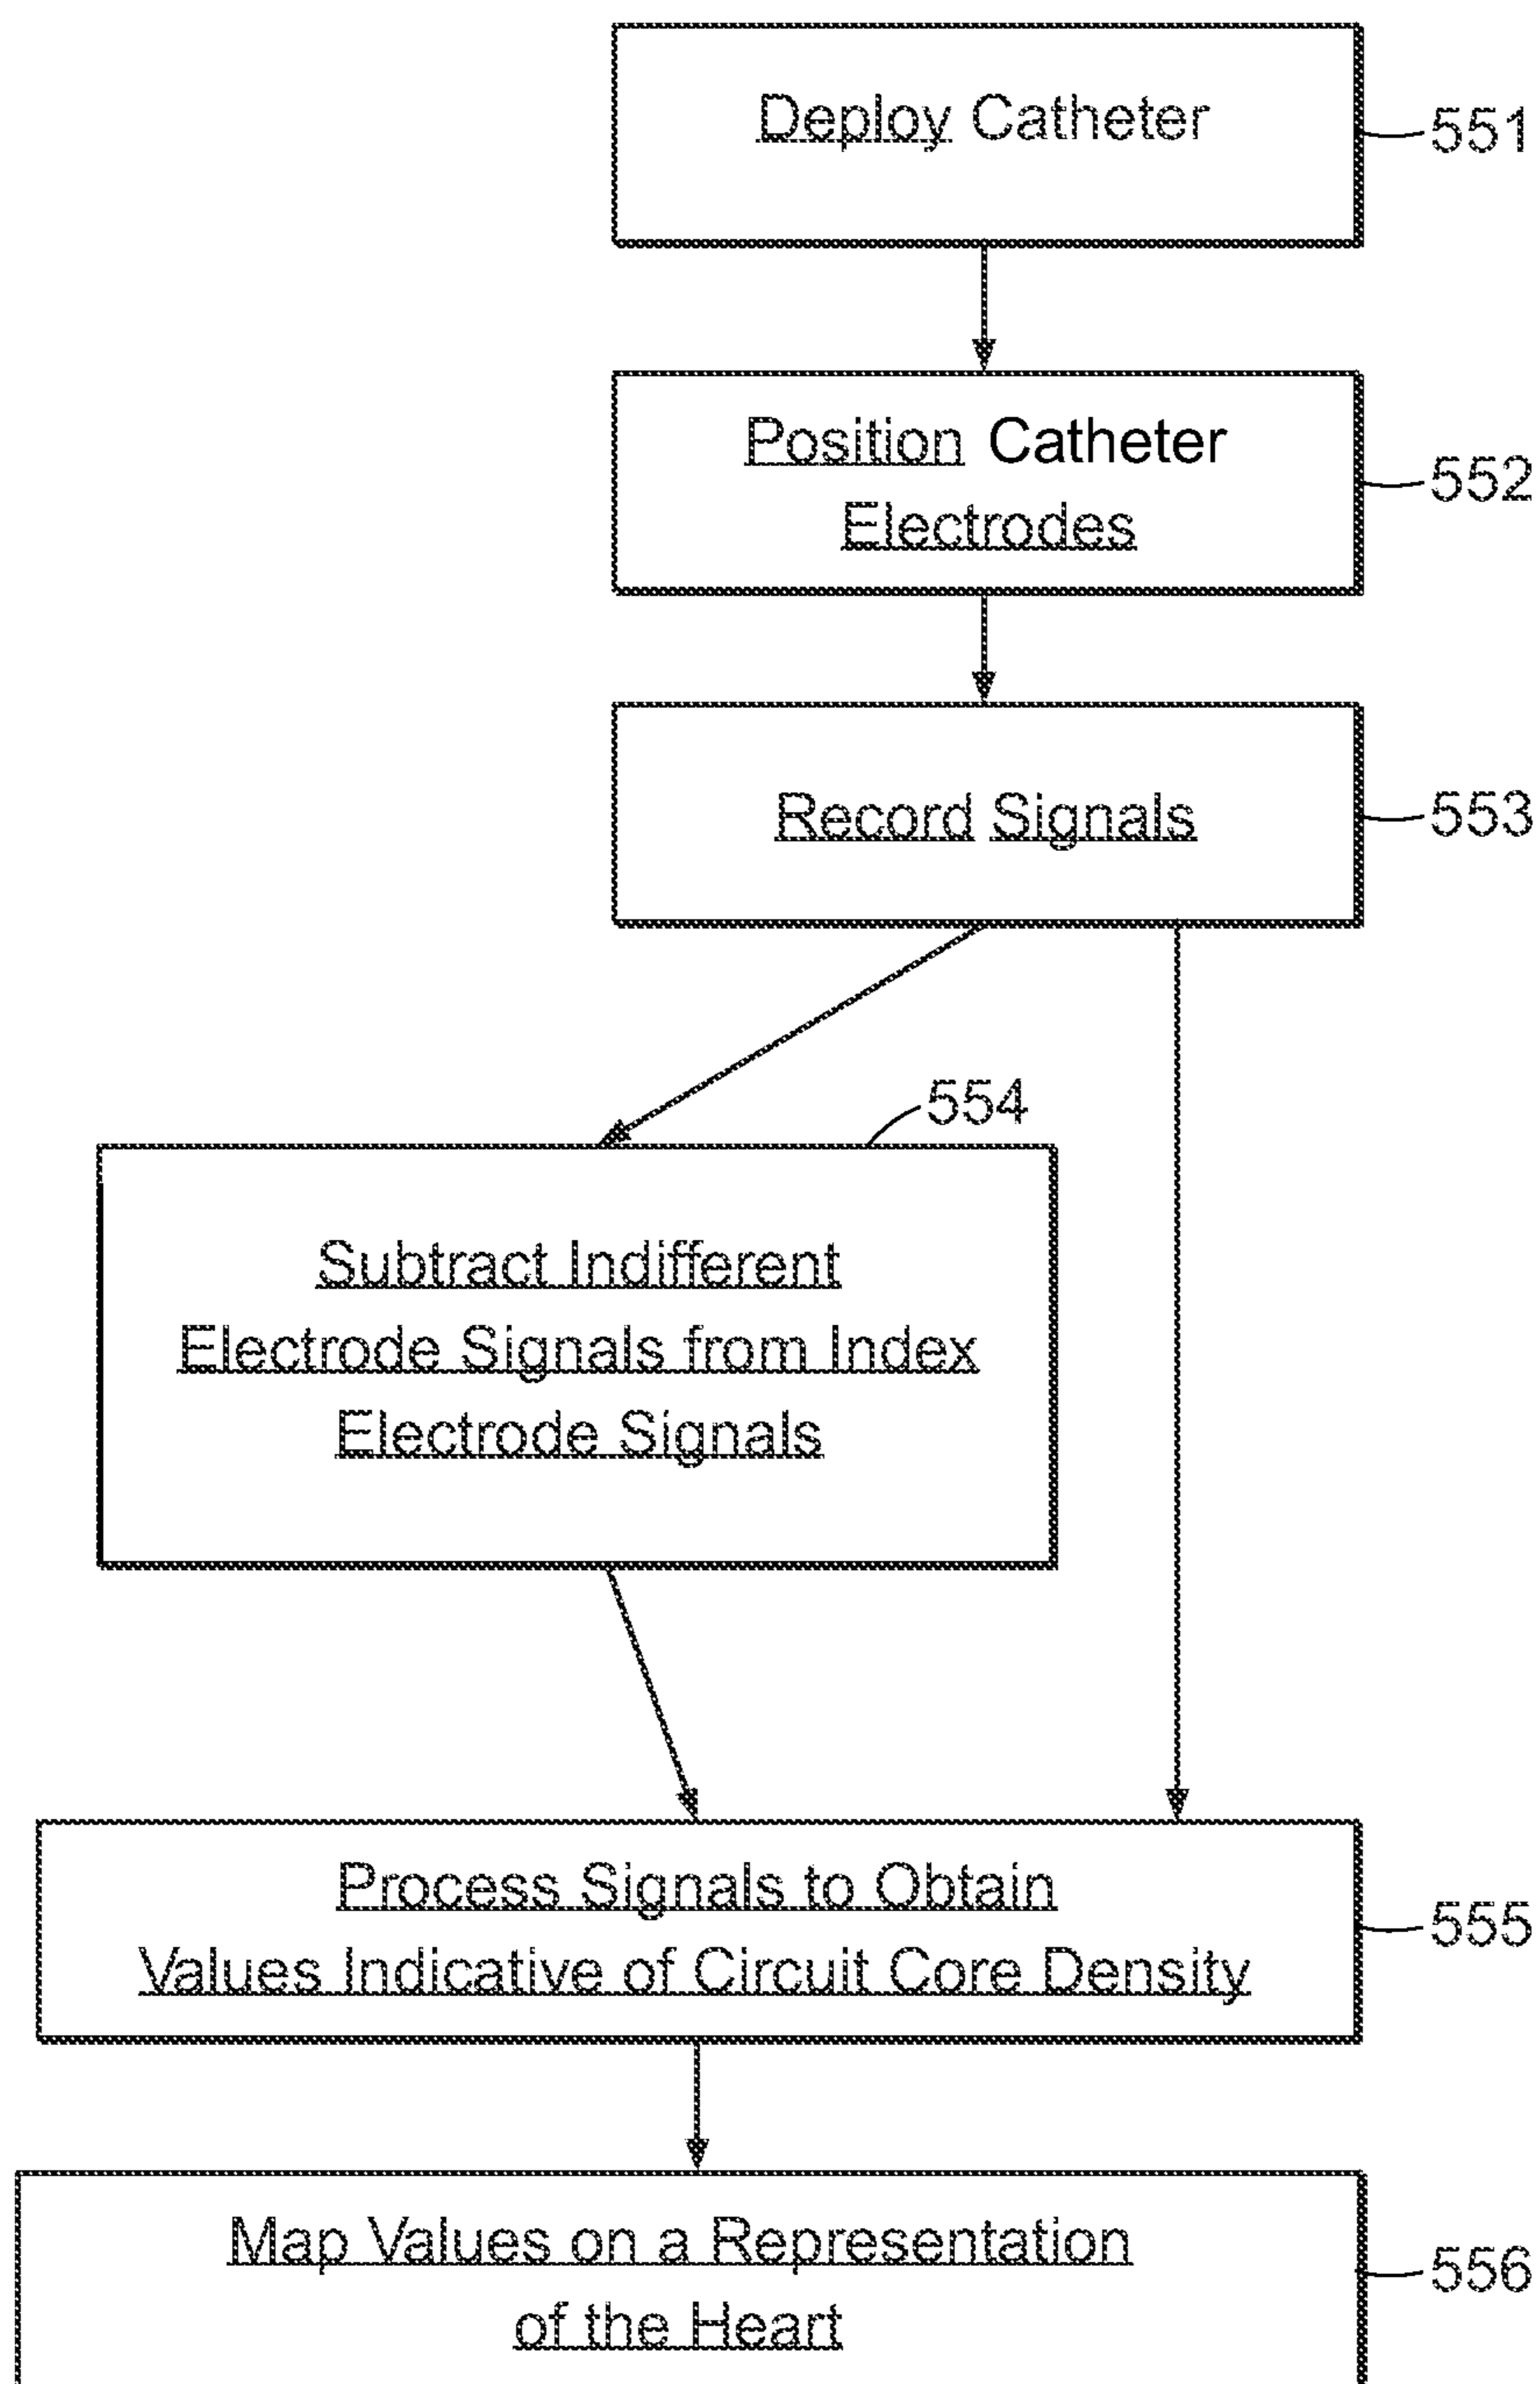 Deploy Catheter
551
Position Catheter
Electrodes
552
Record Signals
553
554
Subtract Indifferent
Electrode Signals from Index
Electrode Signals
Process Signals to Obtain
Values Indicative of Circuit Core Density
555
Map Values on a Representation
of the Heart
556